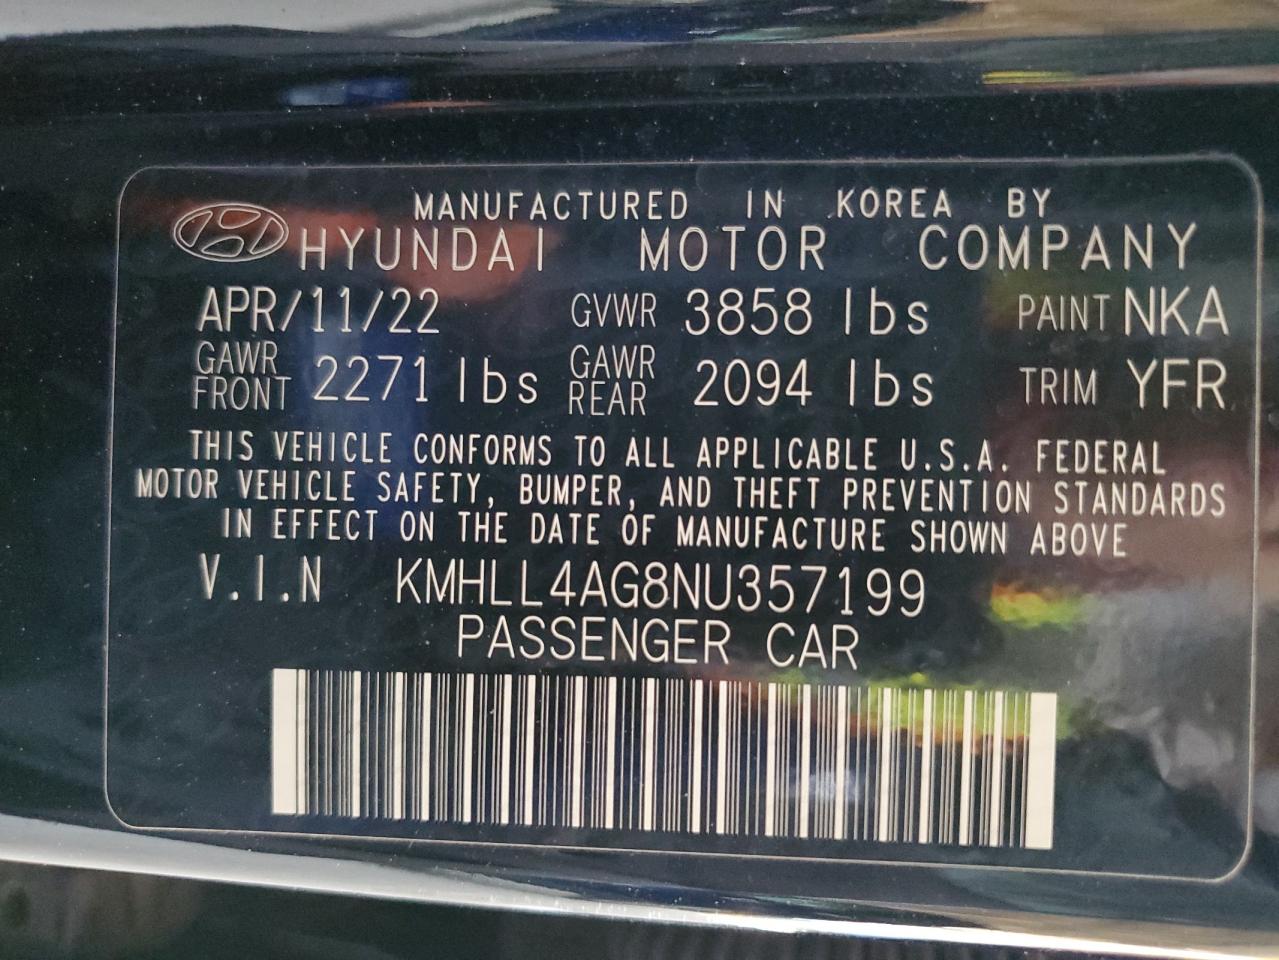 MANUFACTURED IN KOREA BY
HYUNDAI MOTOR COMPANY
APR/11/22 GVWR 3858 lbs PAINT NKA
GAWR FRONT 2271 lbs GAWR REAR 2094 lbs TRIM YFR
THIS VEHICLE CONFORMS TO ALL APPLICABLE U.S.A. FEDERAL
MOTOR VEHICLE SAFETY, BUMPER, AND THEFT PREVENTION STANDARDS
IN EFFECT ON THE DATE OF MANUFACTURE SHOWN ABOVE
V.I.N KMHLL4AG8NU357199
PASSENGER CAR